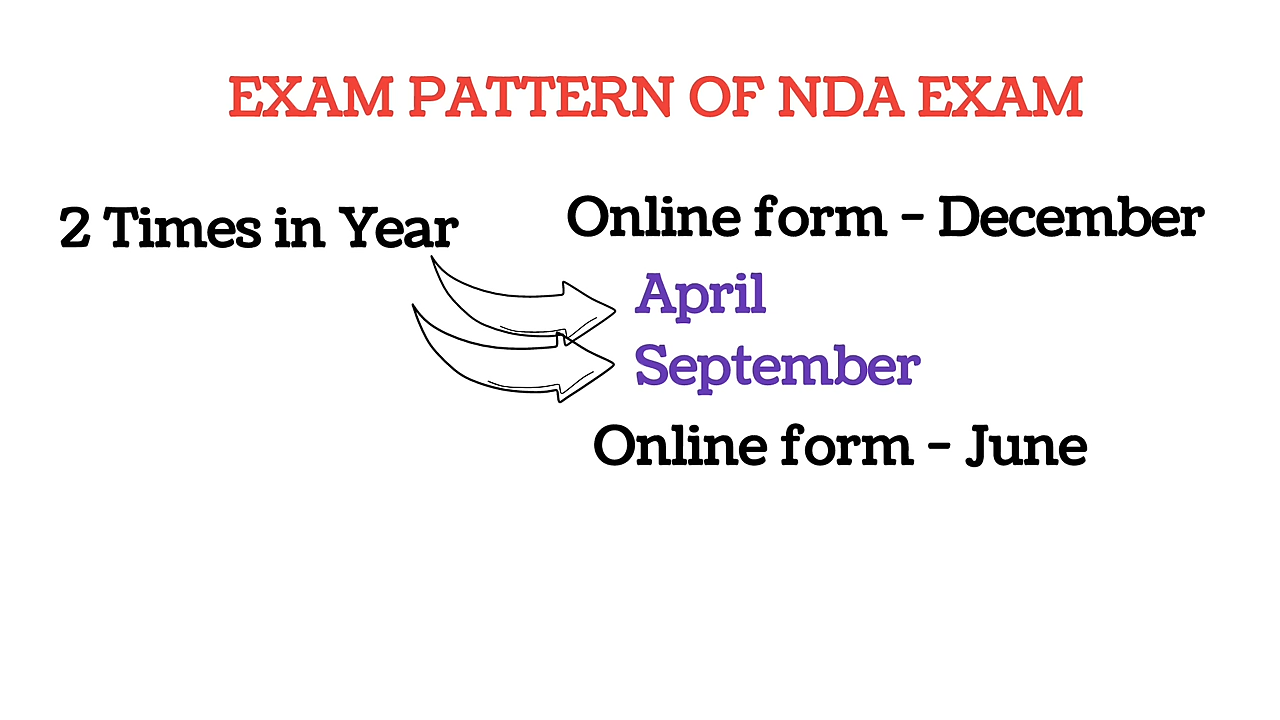 EXAM PATTERN OF NDA EXAM
2 Times in Year
Online form - December
April
September
Online form - June